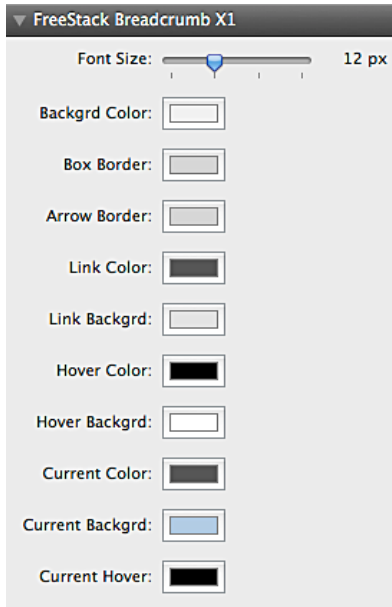 FreeStack Breadcrumb X1
Font Size: 12 px
Backgrd Color:
Box Border:
Arrow Border:
Link Color:
Link Backgrd:
Hover Color:
Hover Backgrd:
Current Color:
Current Backgrd:
Current Hover: